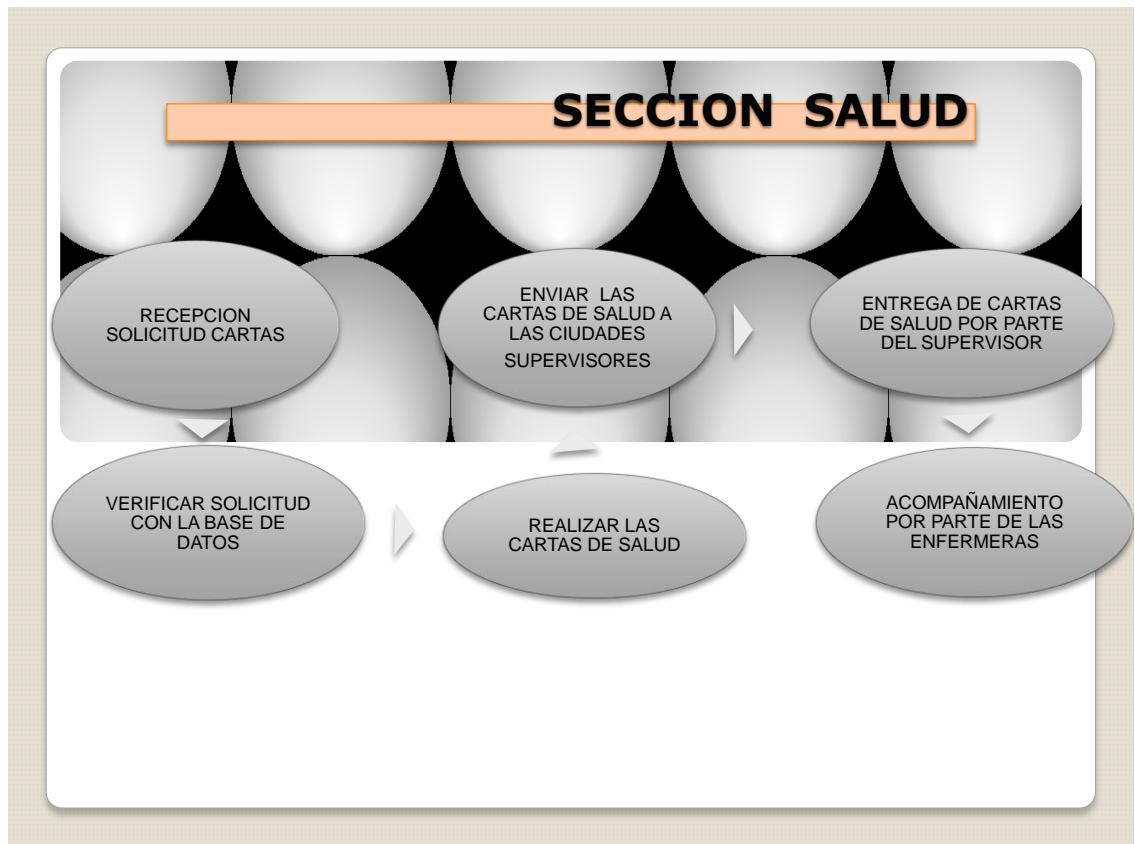 SECCION SALUD
RECEPCION
SOLICITUD CARTAS
VERIFICAR SOLICITUD
CON LA BASE DE
DATOS
REALIZAR LAS
CARTAS DE SALUD
ENVIAR LAS
CARTAS DE SALUD A
LAS CIUDADES
SUPERVISORES
ENTREGA DE CARTAS
DE SALUD POR PARTE
DEL SUPERVISOR
ACOMPAÑAMIENTO
POR PARTE DE LAS
ENFERMERAS